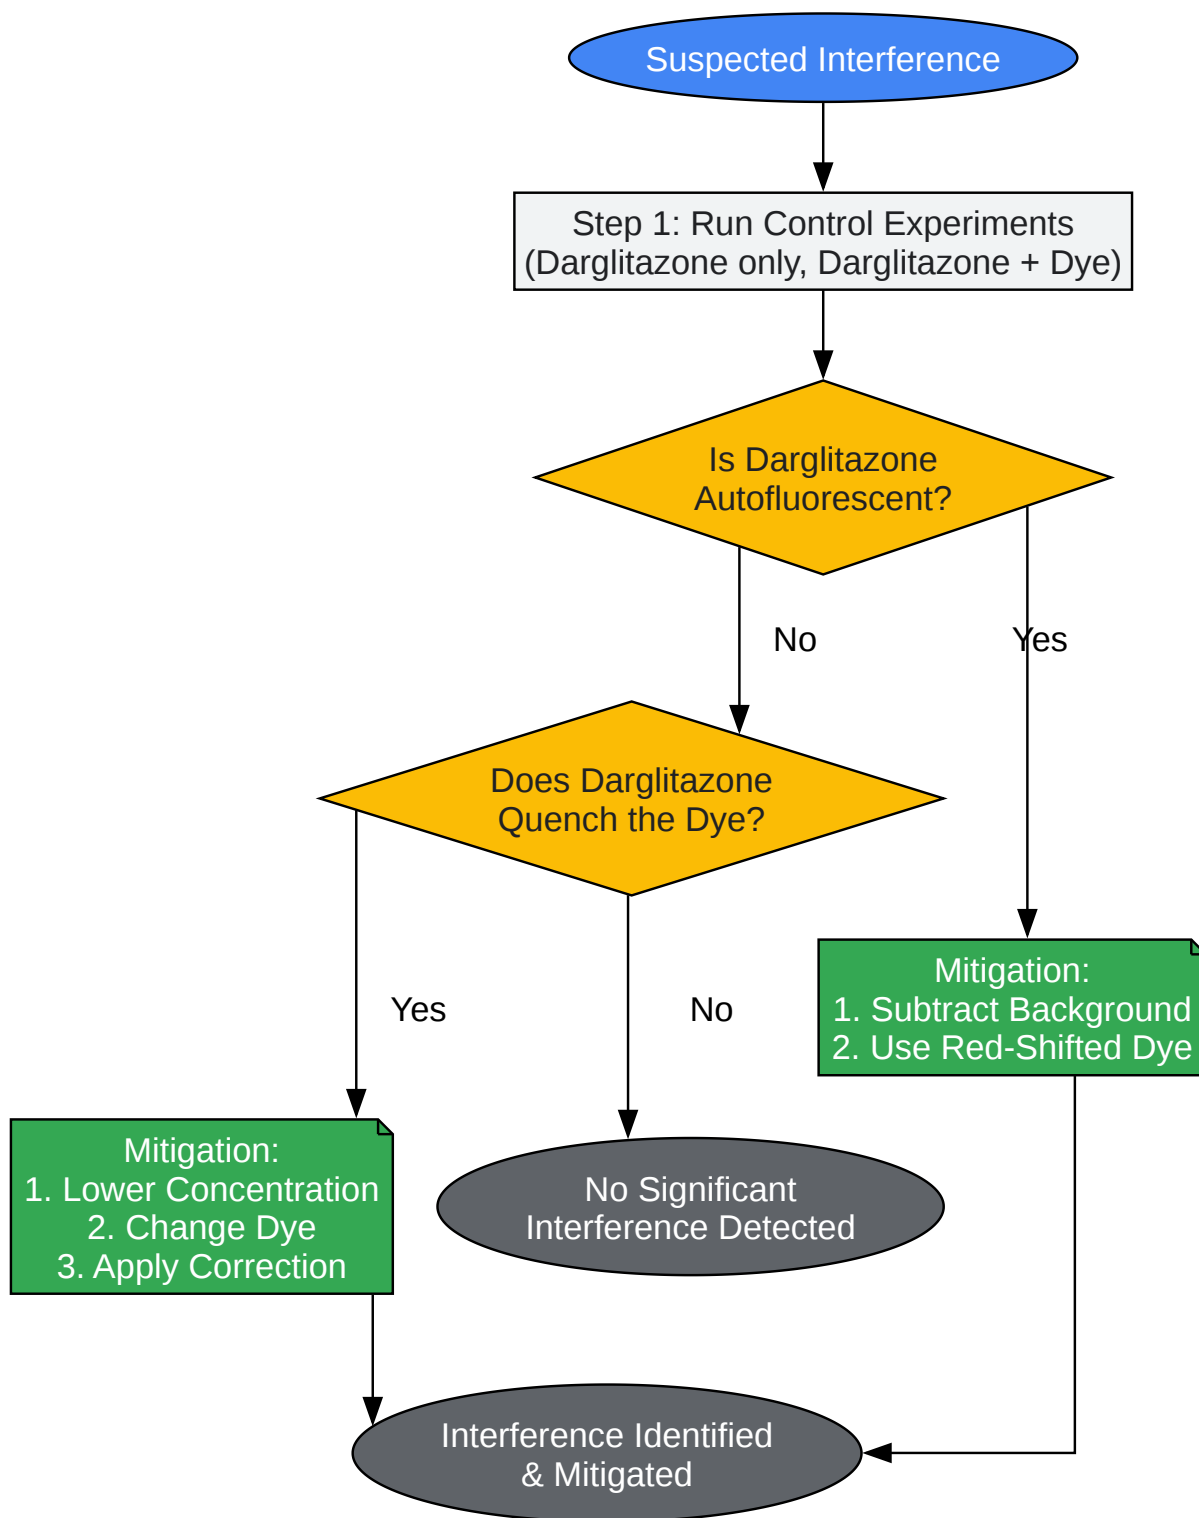 Suspected Interference
Step 1: Run Control Experiments
(Darglitazone only, Darglitazone + Dye)
Is Darglitazone
Autofluorescent?
No
Yes
Does Darglitazone
Quench the Dye?
Yes
No
Mitigation:
1. Subtract Background
2. Use Red-Shifted Dye
Mitigation:
1. Lower Concentration
2. Change Dye
3. Apply Correction
No Significant
Interference Detected
Interference Identified
& Mitigated